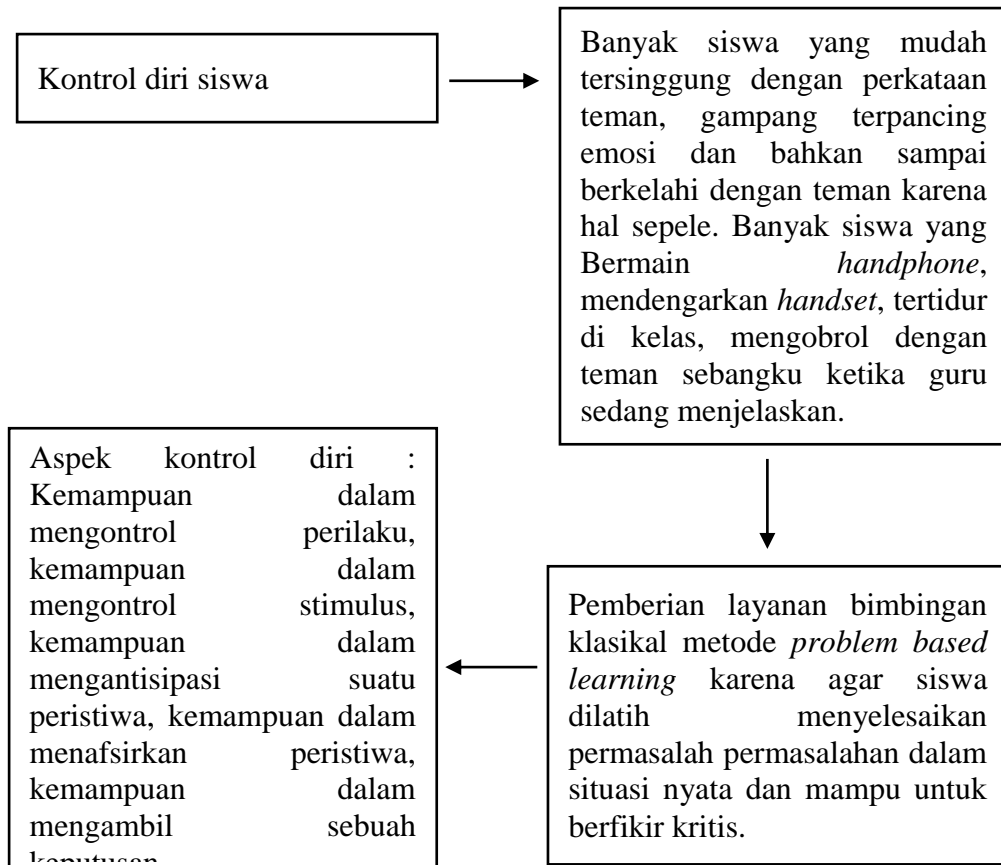 Kontrol diri siswa
Banyak siswa yang mudah
tersinggung dengan perkataan
teman, gampang terpancing
emosi dan bahkan sampai
berkelahi dengan teman karena
hal sepele. Banyak siswa yang
Bermain handphone,
mendengarkan handset, tertidur
di kelas, mengobrol dengan
teman sebangku ketika guru
sedang menjelaskan.
Pemberian layanan bimbingan
klasikal metode problem based
learning karena agar siswa
dilatih menyelesaikan
permasalah permasalahan dalam
situasi nyata dan mampu untuk
berfikir kritis.
Aspek kontrol diri :
Kemampuan dalam
mengontrol perilaku,
kemampuan dalam
mengontrol stimulus,
kemampuan dalam
mengantisipasi suatu
peristiwa, kemampuan dalam
menafsirkan peristiwa,
kemampuan dalam
mengambil sebuah
keputusan